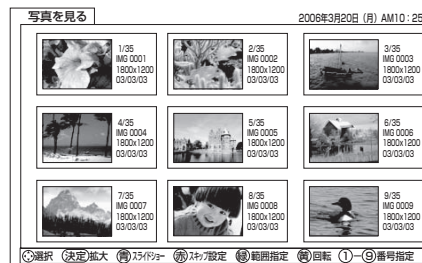 写真を見る
2006年3月20日（月）AM10：25
1/35
IMG 0001
1800x1200
03/03/03
2/35
IMG 0002
1800x1200
03/03/03
3/35
IMG 0003
1800x1200
03/03/03
4/35
IMG 0004
1800x1200
03/03/03
5/35
IMG 0005
1800x1200
03/03/03
6/35
IMG 0006
1800x1200
03/03/03
7/35
IMG 0007
1800x1200
03/03/03
8/35
IMG 0008
1800x1200
03/03/03
9/35
IMG 0009
1800x1200
03/03/03
選択 決定拡大 青スライドショー 赤スキップ設定 緑範囲指定 黄回転 ①－⑨番号指定